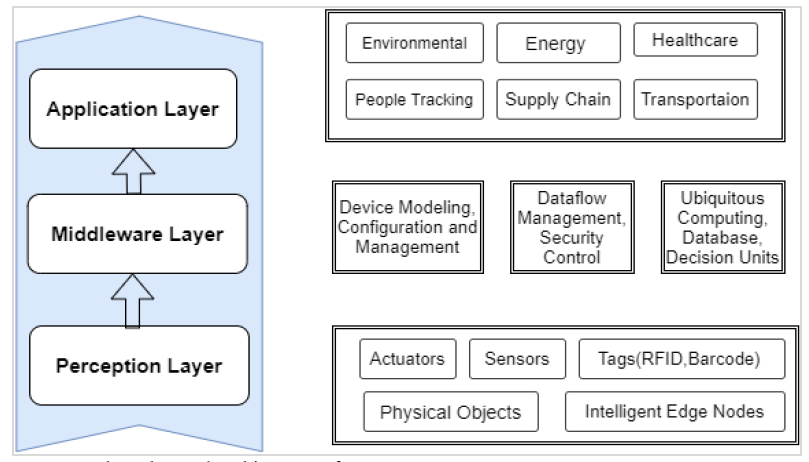 Application Layer
Middleware Layer
Perception Layer
Environmental
Energy
Healthcare
People Tracking
Supply Chain
Transportaion
Device Modeling,
Configuration and
Management
Dataflow
Management,
Security
Control
Ubiquitous
Computing,
Database,
Decision Units
Actuators
Sensors
Tags(RFID,Barcode)
Physical Objects
Intelligent Edge Nodes